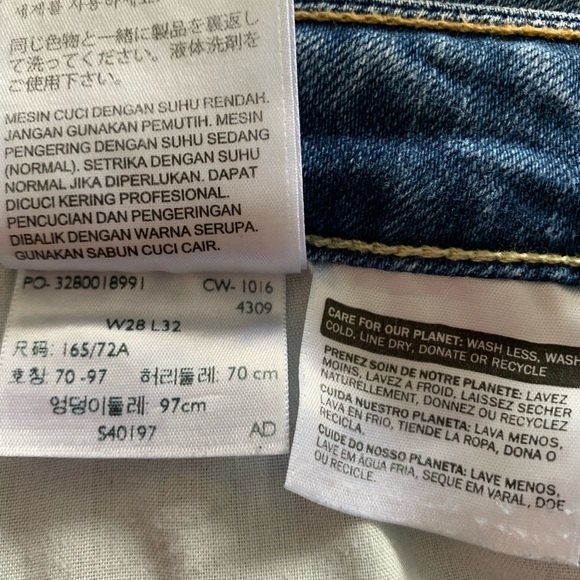 세제를 사용하세요.
同じ色物と一緒に製品を裏返し
て洗ってください。液体洗剤を
ご使用下さい。
MESIN CUCI DENGAN SUHU RENDAH.
JANGAN GUNAKAN PEMUTIH. MESIN
PENGERING DENGAN SUHU SEDANG
(NORMAL). SETRIKA DENGAN SUHU
NORMAL JIKA DIPERLUKAN. DAPAT
DICUCI KERING PROFESIONAL.
PENCUCIAN DAN PENGERINGAN
DIBALIK DENGAN WARNA SERUPA.
GUNAKAN SABUN CUCI CAIR.
PO- 3280018991 CW- 1016
4309
W28 L32
尺码: 165/72A
호칭 70 -97 허리둘레: 70 cm
엉덩이둘레: 97cm
S40197 AD
CARE FOR OUR PLANET: WASH LESS, WASH
COLD, LINE DRY, DONATE OR RECYCLE
PRENEZ SOIN DE NOTRE PLANETE: LAVEZ
MOINS, LAVEZ A FROID, LAISSEZ SECHER
NATURELLEMENT, DONNEZ OU RECYCLEZ
CUIDA NUESTRO PLANETA: LAVA MENOS,
LAVA EN FRIO, TIENDE LA ROPA, DONA O
RECICLA.
CUIDE DO NOSSO PLANETA: LAVE MENOS,
LAVE EM ÁGUA FRIA, SEQUE EM VARAL, DOE
OU RECICLE.